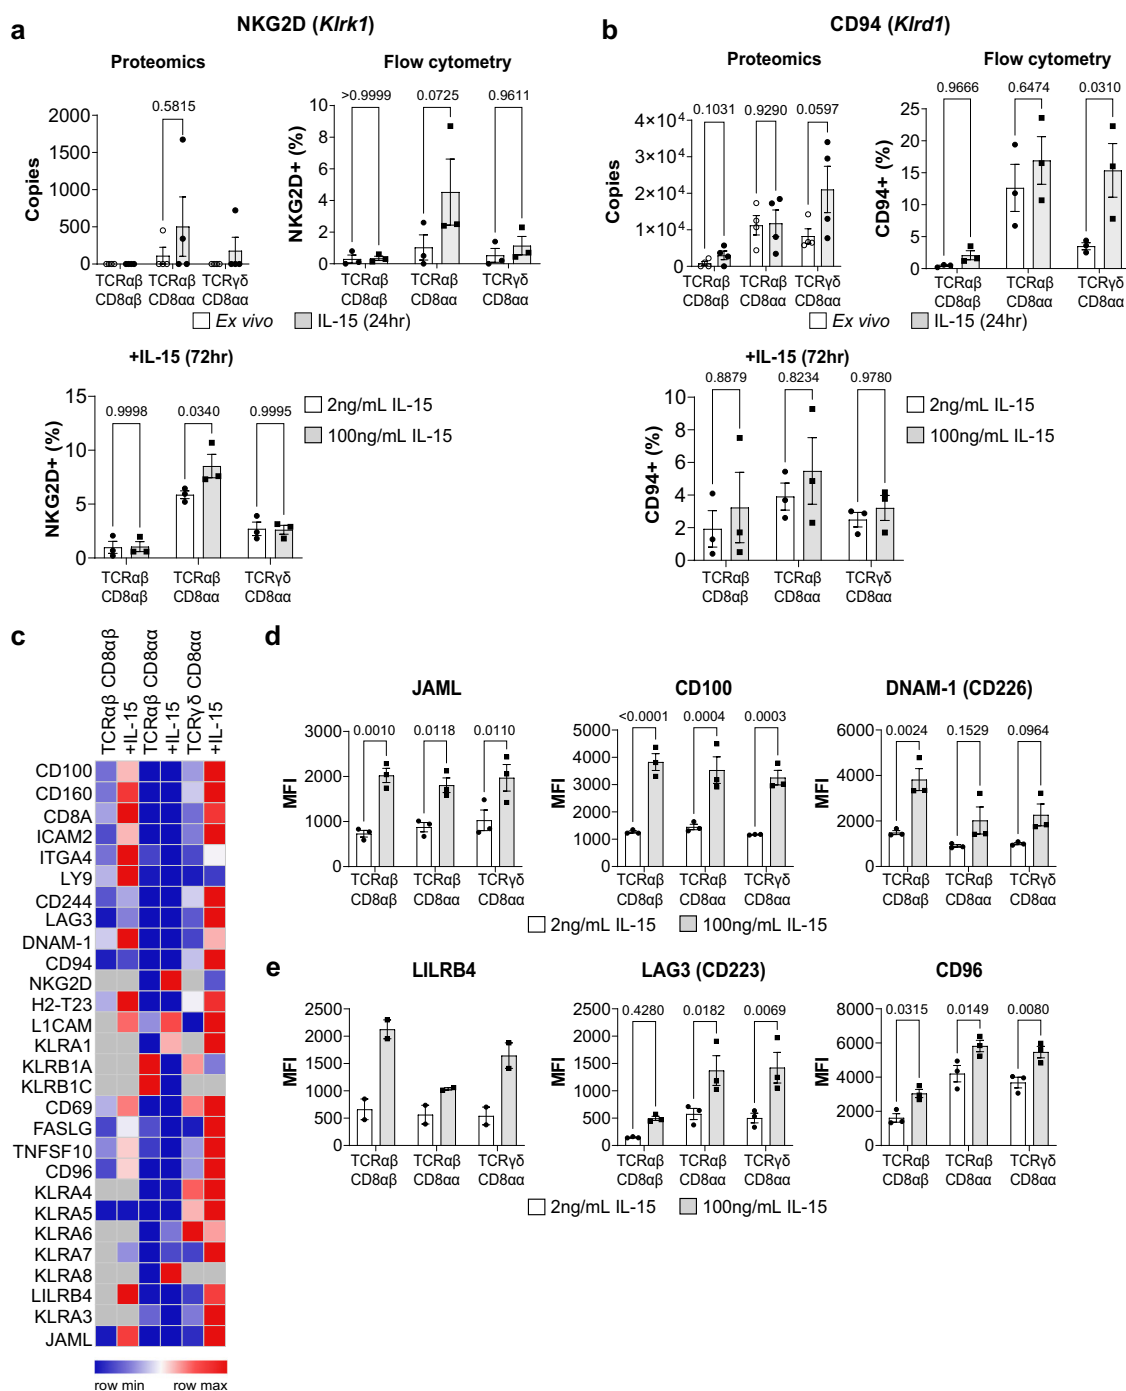 a
NKG2D (Klrk1)
Proteomics
Flow cytometry
Copies
2000
1500
1000
500
0
0.5815
TCRαβ CD8αβ
TCRαβ CD8αα
TCRγδ CD8αα
NKG2D+ (%)
10
8
6
4
2
0
>0.9999
0.0725
0.9611
TCRαβ CD8αβ
TCRαβ CD8αα
TCRγδ CD8αα
Ex vivo
IL-15 (24hr)
+IL-15 (72hr)
NKG2D+ (%)
15
10
5
0
0.9998
0.0340
0.9995
TCRαβ CD8αβ
TCRαβ CD8αα
TCRγδ CD8αα
2ng/mL IL-15
100ng/mL IL-15
b
CD94 (Klrd1)
Proteomics
Flow cytometry
Copies
4×10⁴
3×10⁴
2×10⁴
1×10⁴
0
0.1031
0.9290
0.0597
TCRαβ CD8αβ
TCRαβ CD8αα
TCRγδ CD8αα
CD94+ (%)
25
20
15
10
5
0
0.9666
0.6474
0.0310
TCRαβ CD8αβ
TCRαβ CD8αα
TCRγδ CD8αα
Ex vivo
IL-15 (24hr)
+IL-15 (72hr)
CD94+ (%)
10
8
6
4
2
0
0.8879
0.8234
0.9780
TCRαβ CD8αβ
TCRαβ CD8αα
TCRγδ CD8αα
2ng/mL IL-15
100ng/mL IL-15
c
TCRαβ CD8αβ
+IL-15
TCRαβ CD8αα
+IL-15
TCRγδ CD8αα
+IL-15
CD100
CD160
CD8A
ICAM2
ITGA4
LY9
CD244
LAG3
DNAM-1
CD94
NKG2D
H2-T23
L1CAM
KLRA1
KLRB1A
KLRB1C
CD69
FASLG
TNFSF10
CD96
KLRA4
KLRA5
KLRA6
KLRA7
KLRA8
LILRB4
KLRA3
JAML
row min
row max
d
JAML
MFI
3000
2000
1000
0
0.0010
0.0118
0.0110
TCRαβ CD8αβ
TCRαβ CD8αα
TCRγδ CD8αα
CD100
MFI
5000
4000
3000
2000
1000
0
<0.0001
0.0004
0.0003
TCRαβ CD8αβ
TCRαβ CD8αα
TCRγδ CD8αα
DNAM-1 (CD226)
MFI
6000
4000
2000
0
0.0024
0.1529
0.0964
TCRαβ CD8αβ
TCRαβ CD8αα
TCRγδ CD8αα
2ng/mL IL-15
100ng/mL IL-15
e
LILRB4
MFI
2500
2000
1500
1000
500
0
TCRαβ CD8αβ
TCRαβ CD8αα
TCRγδ CD8αα
LAG3 (CD223)
MFI
2500
2000
1500
1000
500
0
0.4280
0.0182
0.0069
TCRαβ CD8αβ
TCRαβ CD8αα
TCRγδ CD8αα
CD96
MFI
8000
6000
4000
2000
0
0.0315
0.0149
0.0080
TCRαβ CD8αβ
TCRαβ CD8αα
TCRγδ CD8αα
2ng/mL IL-15
100ng/mL IL-15